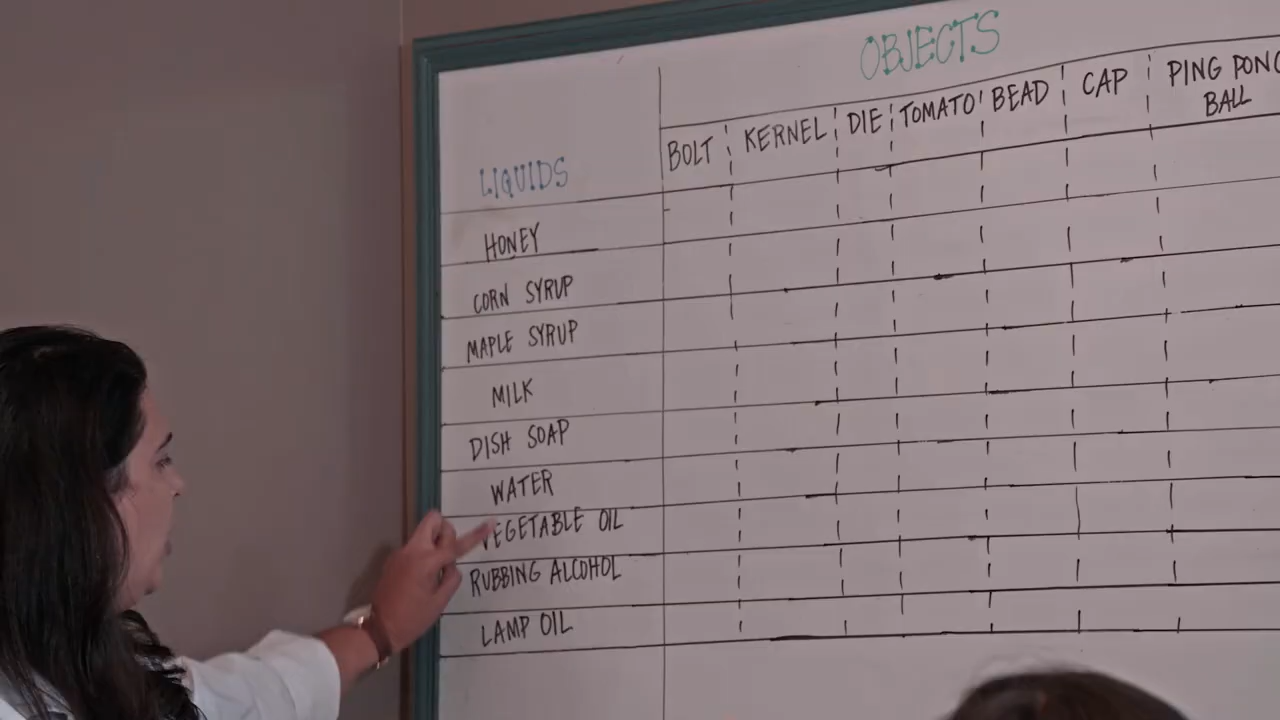 OBJECTS
BOLT KERNEL DIE TOMATO BEAD CAP PING PONG
BALL
LIQUIDS
HONEY
CORN SYRUP
MAPLE SYRUP
MILK
DISH SOAP
WATER
VEGETABLE OIL
RUBBING ALCOHOL
LAMP OIL